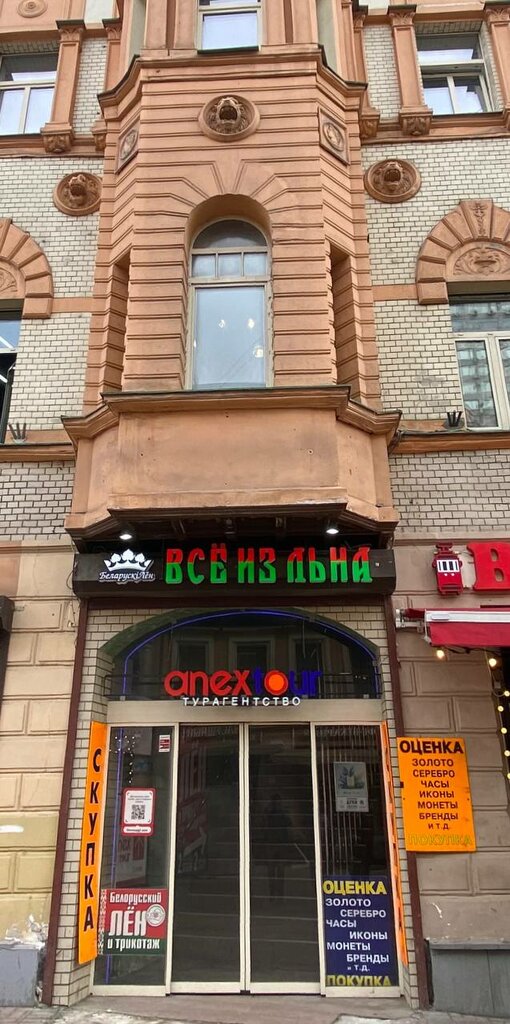 БеларускіЛён
ВСЁ ИЗ ЛЬНА
В
anextour
ТУРАГЕНТСТВО
СКУПКА
ОЦЕНКА
ЗОЛОТО
СЕРЕБРО
ЧАСЫ
ИКОНЫ
МОНЕТЫ
БРЕНДЫ
И Т.Д.
ПОКУПКА
Белорусский
ЛЁН
и трикотаж
ОЦЕНКА
ЗОЛОТО
СЕРЕБРО
ЧАСЫ
ИКОНЫ
МОНЕТЫ
БРЕНДЫ
и т.д.
ПОКУПКА